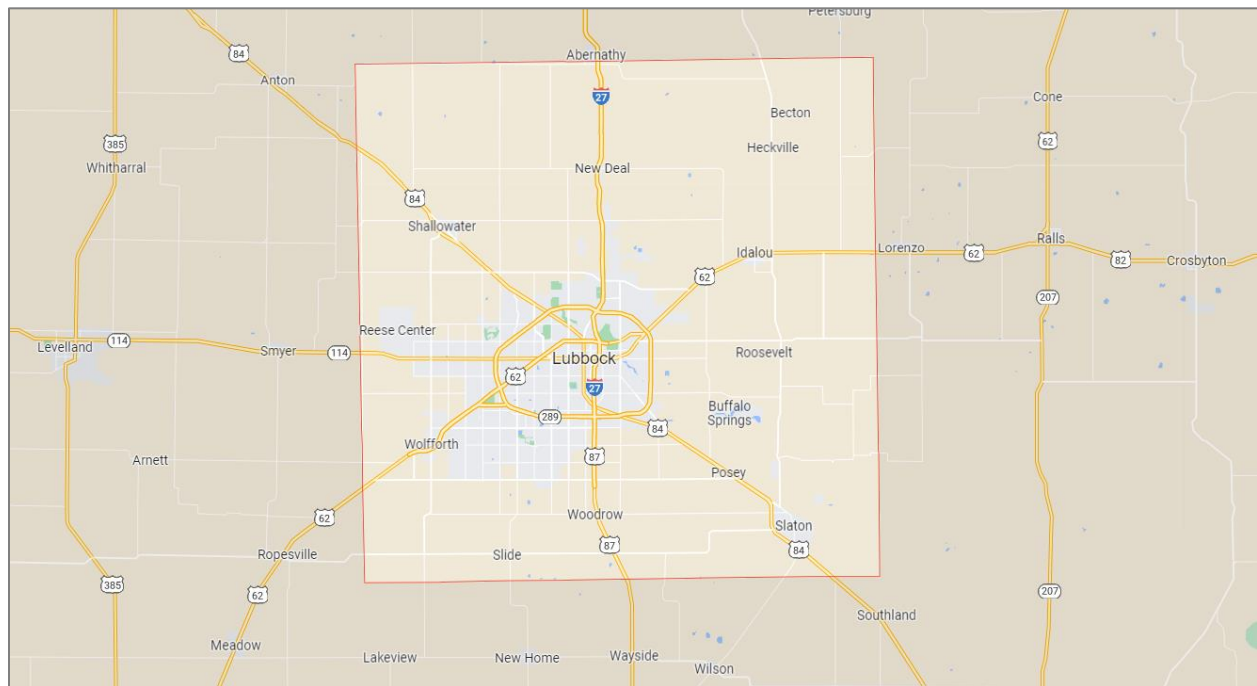 Petersburg
Abernathy
84
Anton
27
Becton
Cone
385
62
Whitharral
New Deal
Heckville
84
Shallowater
Idalou
Lorenzo
62
Ralls
82
Crosbyton
62
207
Reese Center
114
Levelland
Smyer
114
Lubbock
Roosevelt
62
27
289
Buffalo
Springs
84
Wolfforth
87
Arnett
Posey
62
Woodrow
Slaton
Ropesville
Slide
87
84
385
62
207
Southland
Meadow
Lakeview
New Home
Wayside
Wilson